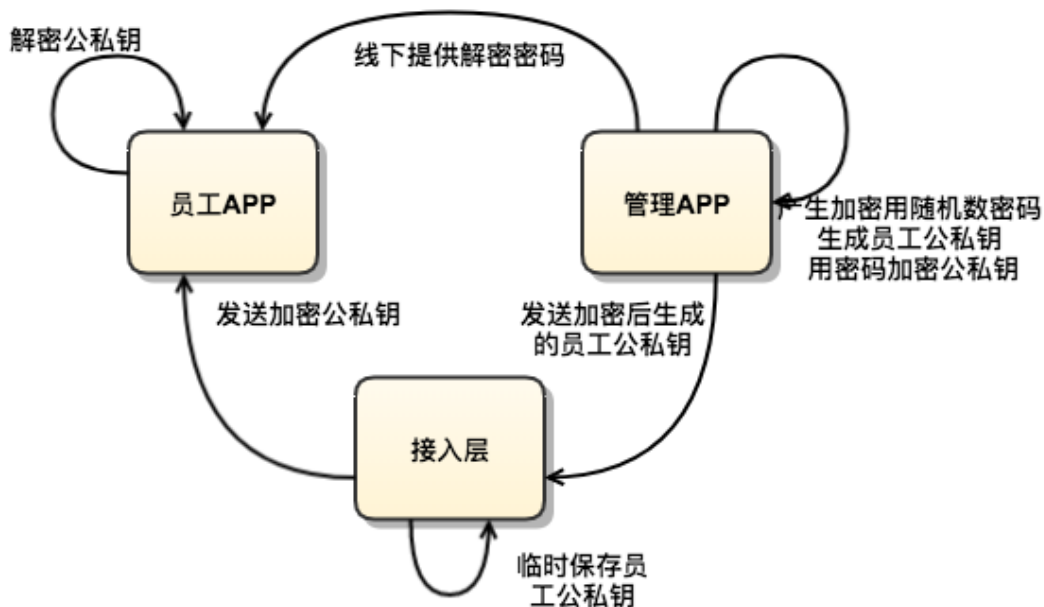 解密公私钥
线下提供解密密码
员工APP
管理APP
产生加密用随机数密码
生成员工公私钥
用密码加密公私钥
发送加密公私钥
发送加密后生成
的员工公私钥
接入层
临时保存员
工公私钥